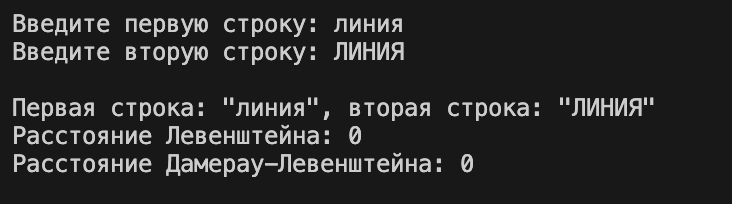 Введите первую строку: линия
Введите вторую строку: ЛИНИЯ
Первая строка: "линия", вторая строка: "ЛИНИЯ"
Расстояние Левенштейна: 0
Расстояние Дамерау-Левенштейна: 0